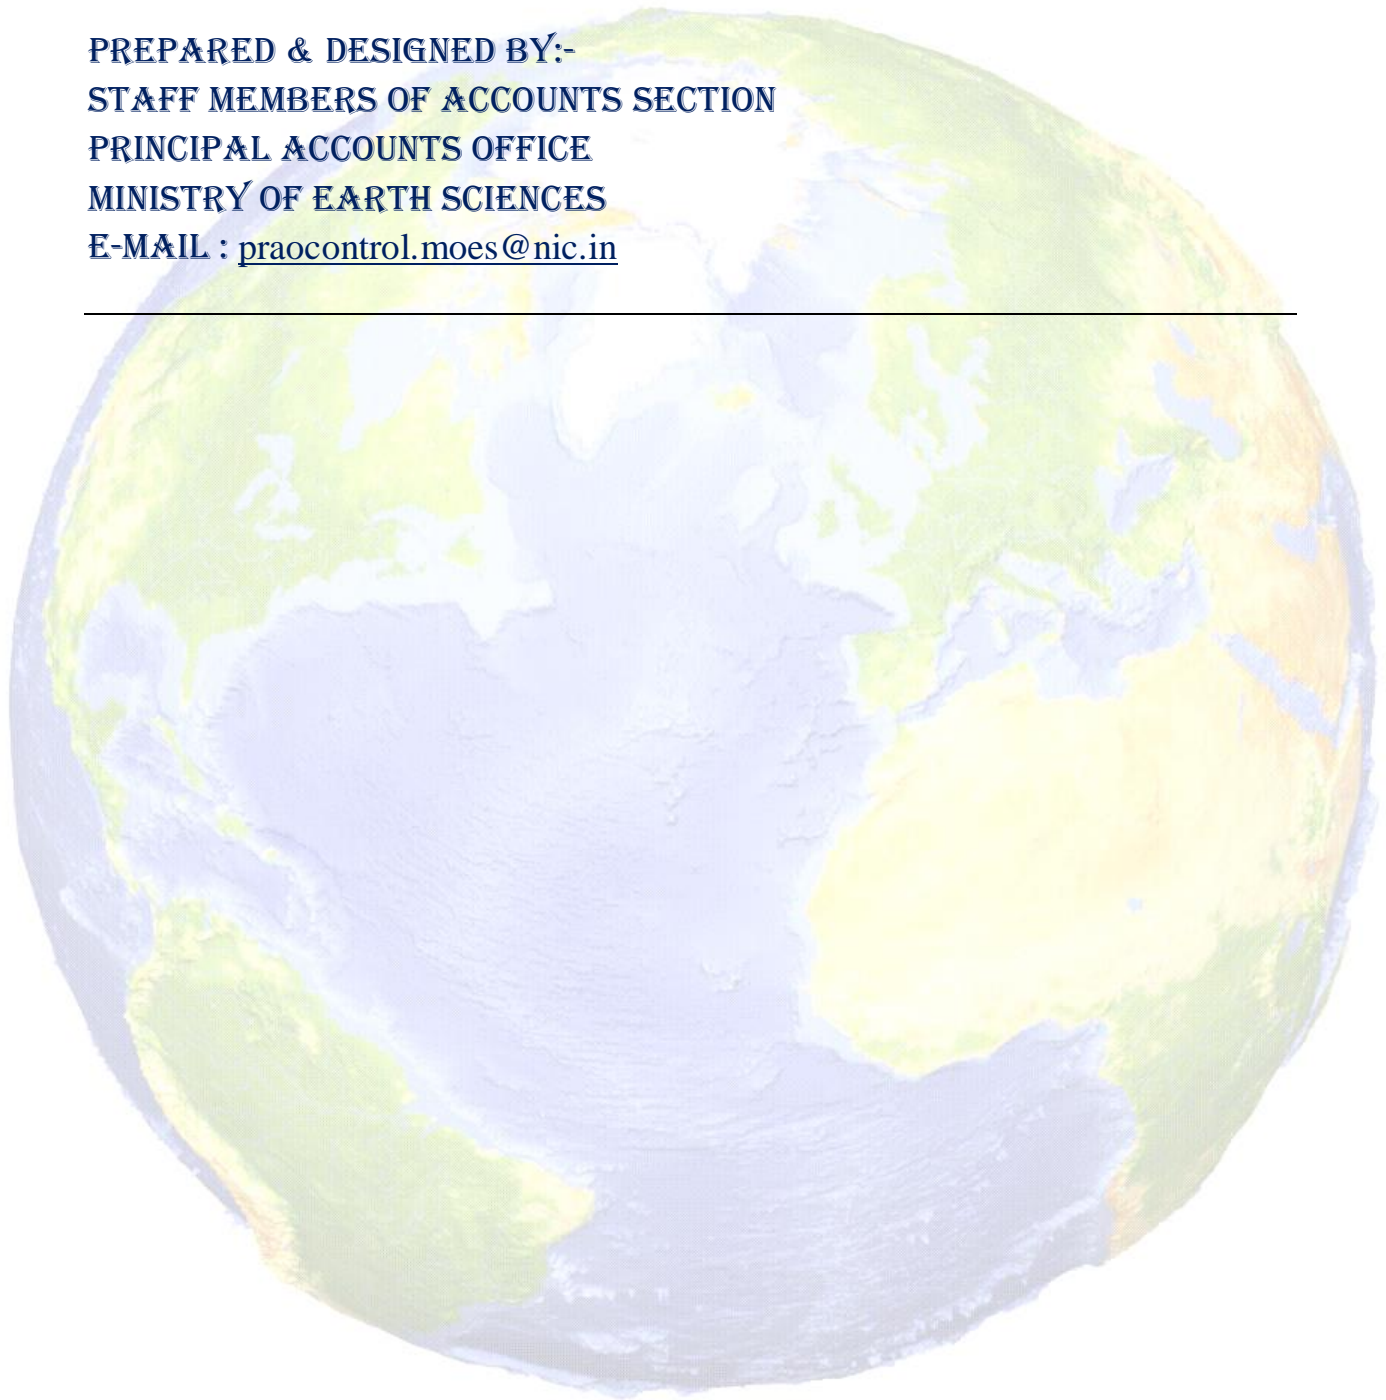 PREPARED & DESIGNED BY:-
STAFF MEMBERS OF ACCOUNTS SECTION
PRINCIPAL ACCOUNTS OFFICE
MINISTRY OF EARTH SCIENCES
E-MAIL : praocontrol.moes@nic.in